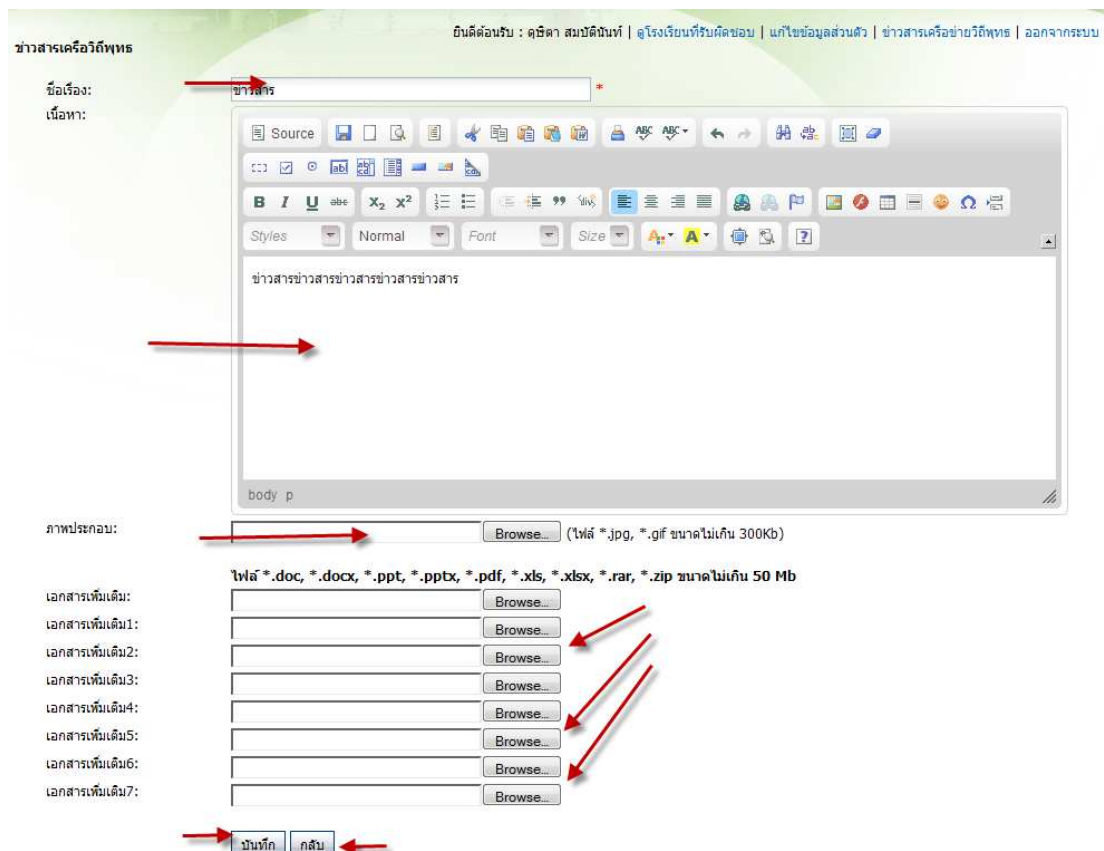 ยินดีต้อนรับ : ดุษิตา สมบัตินันท์ | ดูโรงเรียนที่รับผิดชอบ | แก้ไขข้อมูลส่วนตัว | ข่าวสารเครือข่ายวิถีพุทธ | ออกจากระบบ
ข่าวสารเครือวิถีพุทธ
ชื่อเรื่อง: ข่าวสาร *
เนื้อหา:
Source
B I U abc X₂ X²
Styles Normal Font Size
ข่าวสารข่าวสารข่าวสารข่าวสารข่าวสาร
body p
ภาพประกอบ: Browse... (ไฟล์ *.jpg, *.gif ขนาดไม่เกิน 300Kb)
ไฟล์ *.doc, *.docx, *.ppt, *.pptx, *.pdf, *.xls, *.xlsx, *.rar, *.zip ขนาดไม่เกิน 50 Mb
เอกสารเพิ่มเติม: Browse...
เอกสารเพิ่มเติม1: Browse...
เอกสารเพิ่มเติม2: Browse...
เอกสารเพิ่มเติม3: Browse...
เอกสารเพิ่มเติม4: Browse...
เอกสารเพิ่มเติม5: Browse...
เอกสารเพิ่มเติม6: Browse...
เอกสารเพิ่มเติม7: Browse...
บันทึก กลับ